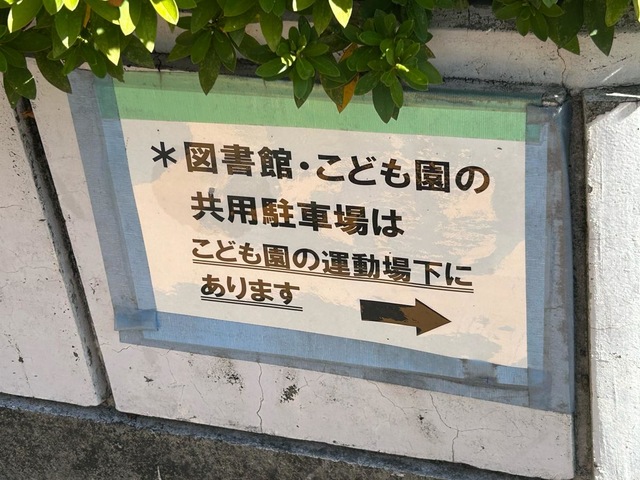 ＊図書館・こども園の
共用駐車場は
こども園の運動場下に
あります